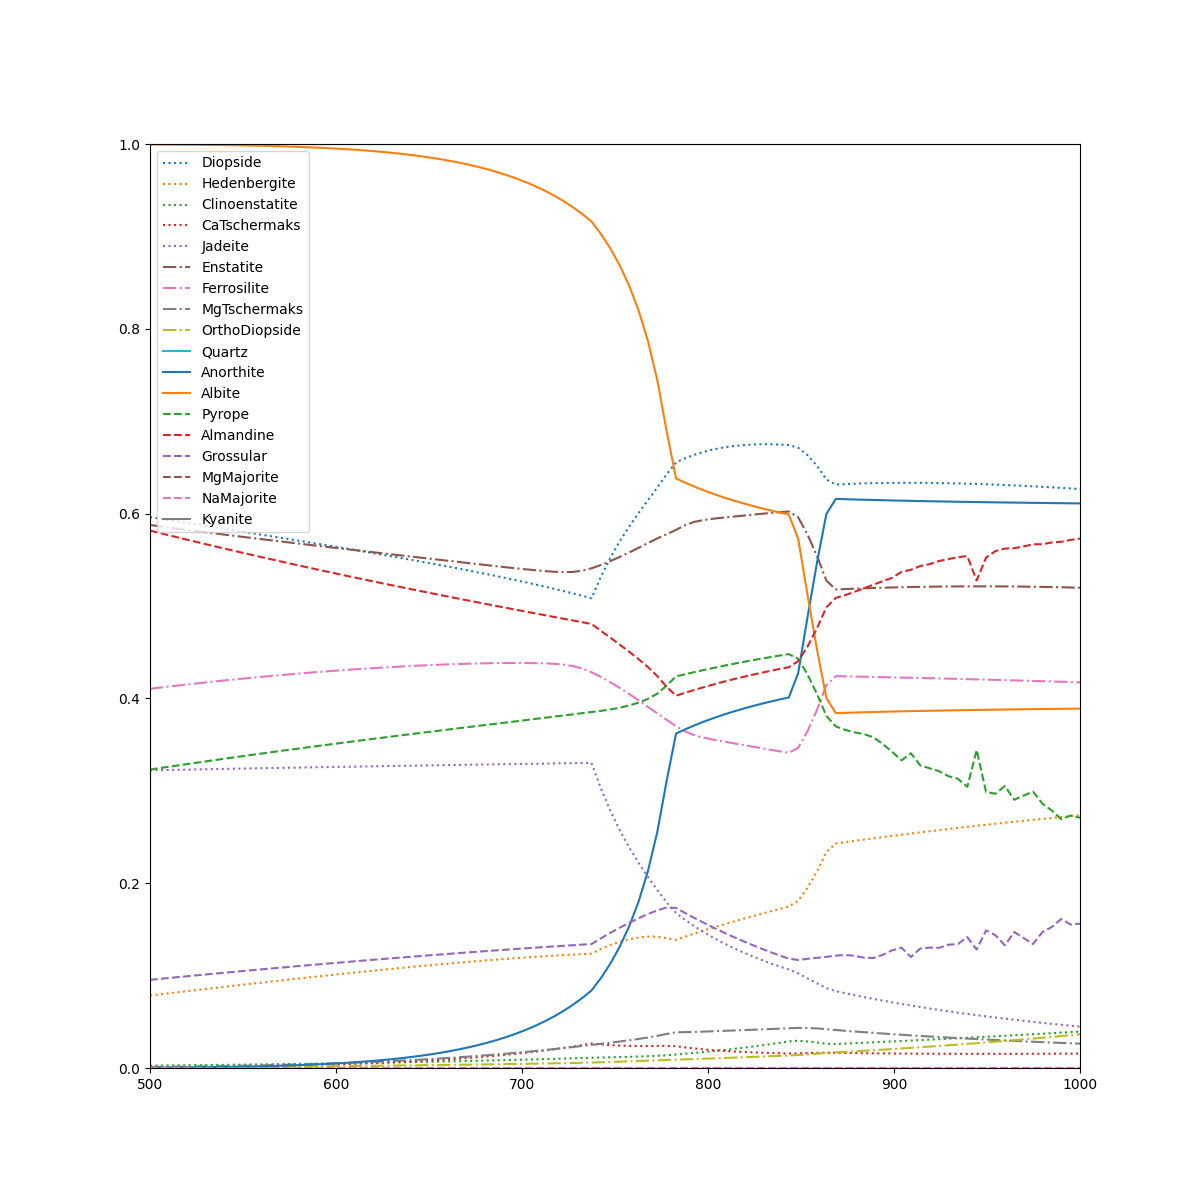 1.0
0.8
0.6
0.4
0.2
0.0
Diopside
Hedenbergite
Clinoenstatite
CaTschermaks
Jadeite
Enstatite
Ferrosilite
MgTschermaks
OrthoDiopside
Quartz
Anorthite
Albite
Pyrope
Almandine
Grossular
MgMajorite
NaMajorite
Kyanite
500 600 700 800 900 1000